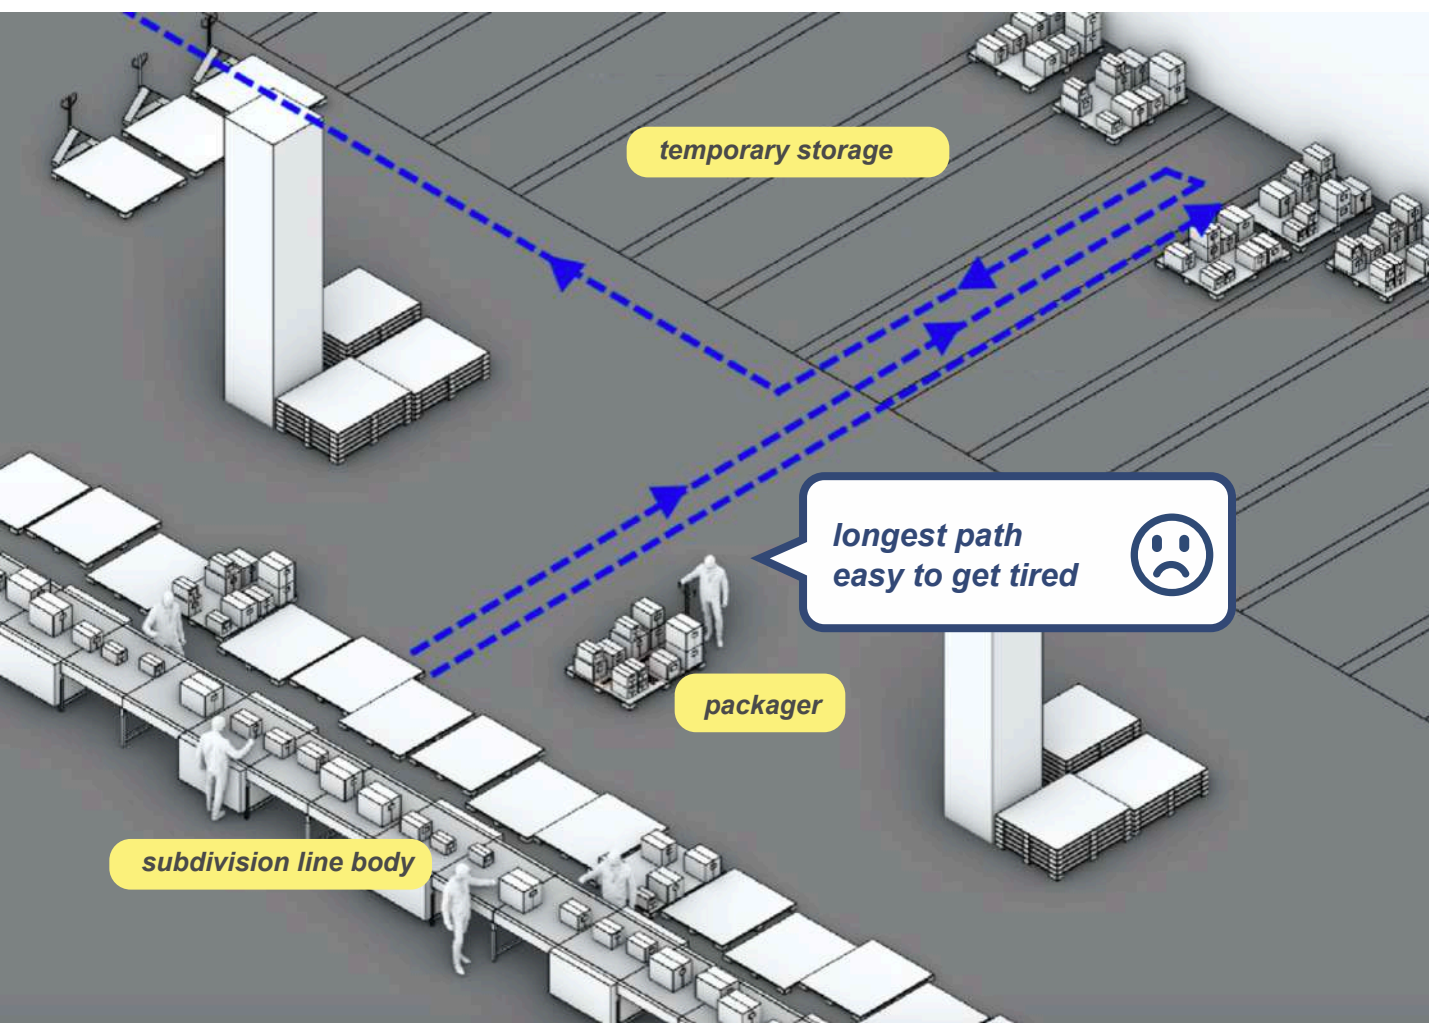 temporary storage
longest path
easy to get tired
packager
subdivision line body